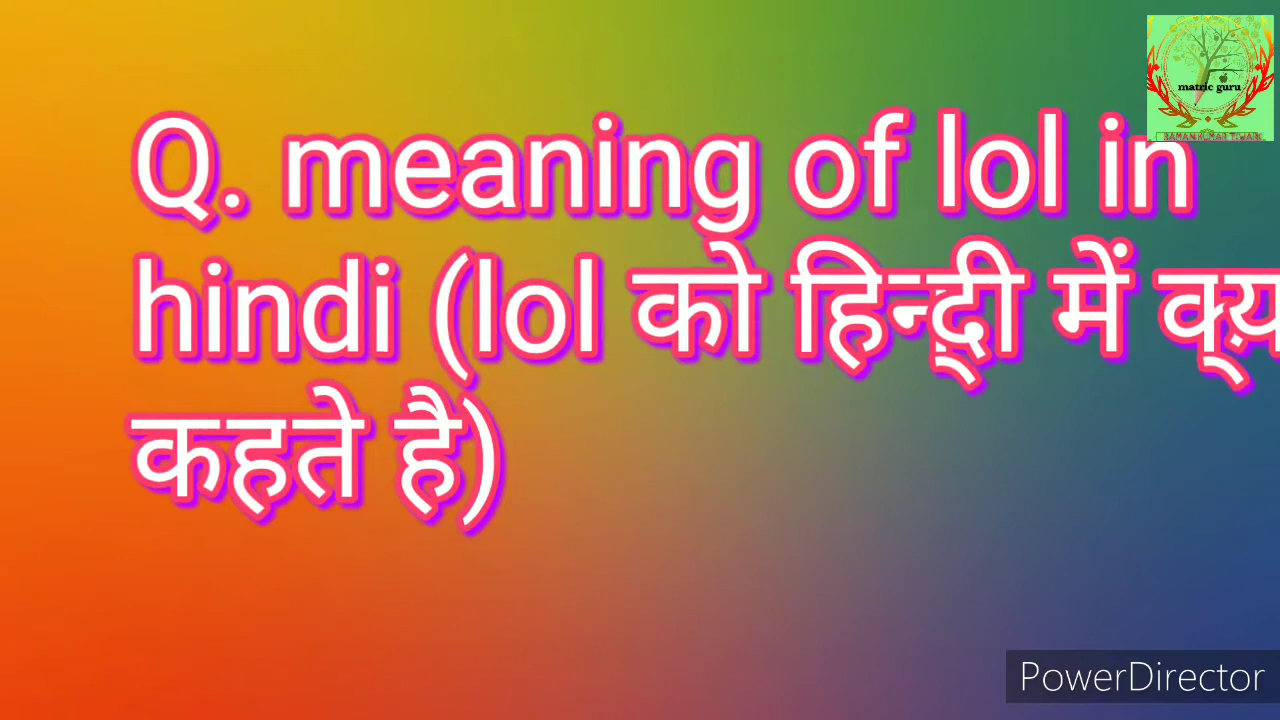 matric guru
Q. meaning of lol in
hindi (lol को हिन्द्री में क्य
कहते है)
PowerDirector